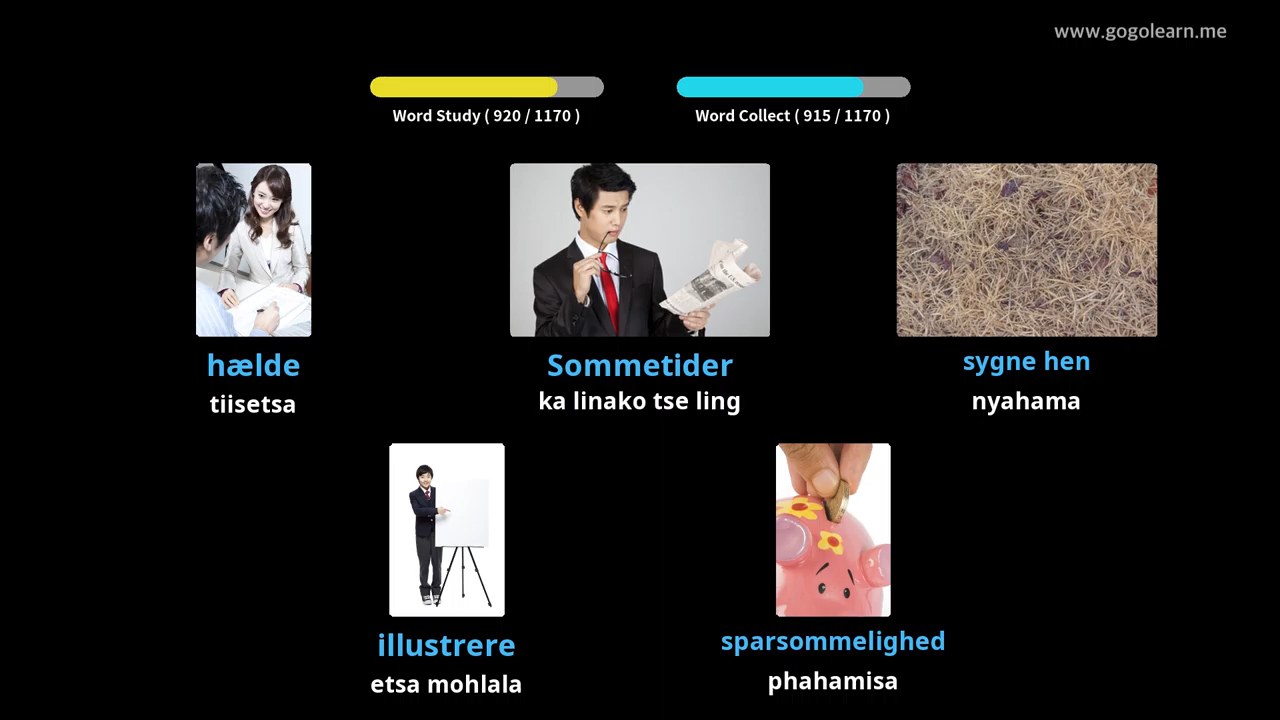 www.gogolearn.me
Word Study ( 920 / 1170 )
Word Collect ( 915 / 1170 )
hælde
tiisetsa
Sommetider
ka linako tse ling
sygne hen
nyahama
illustrere
etsa mohlala
sparsommelighed
phahamisa